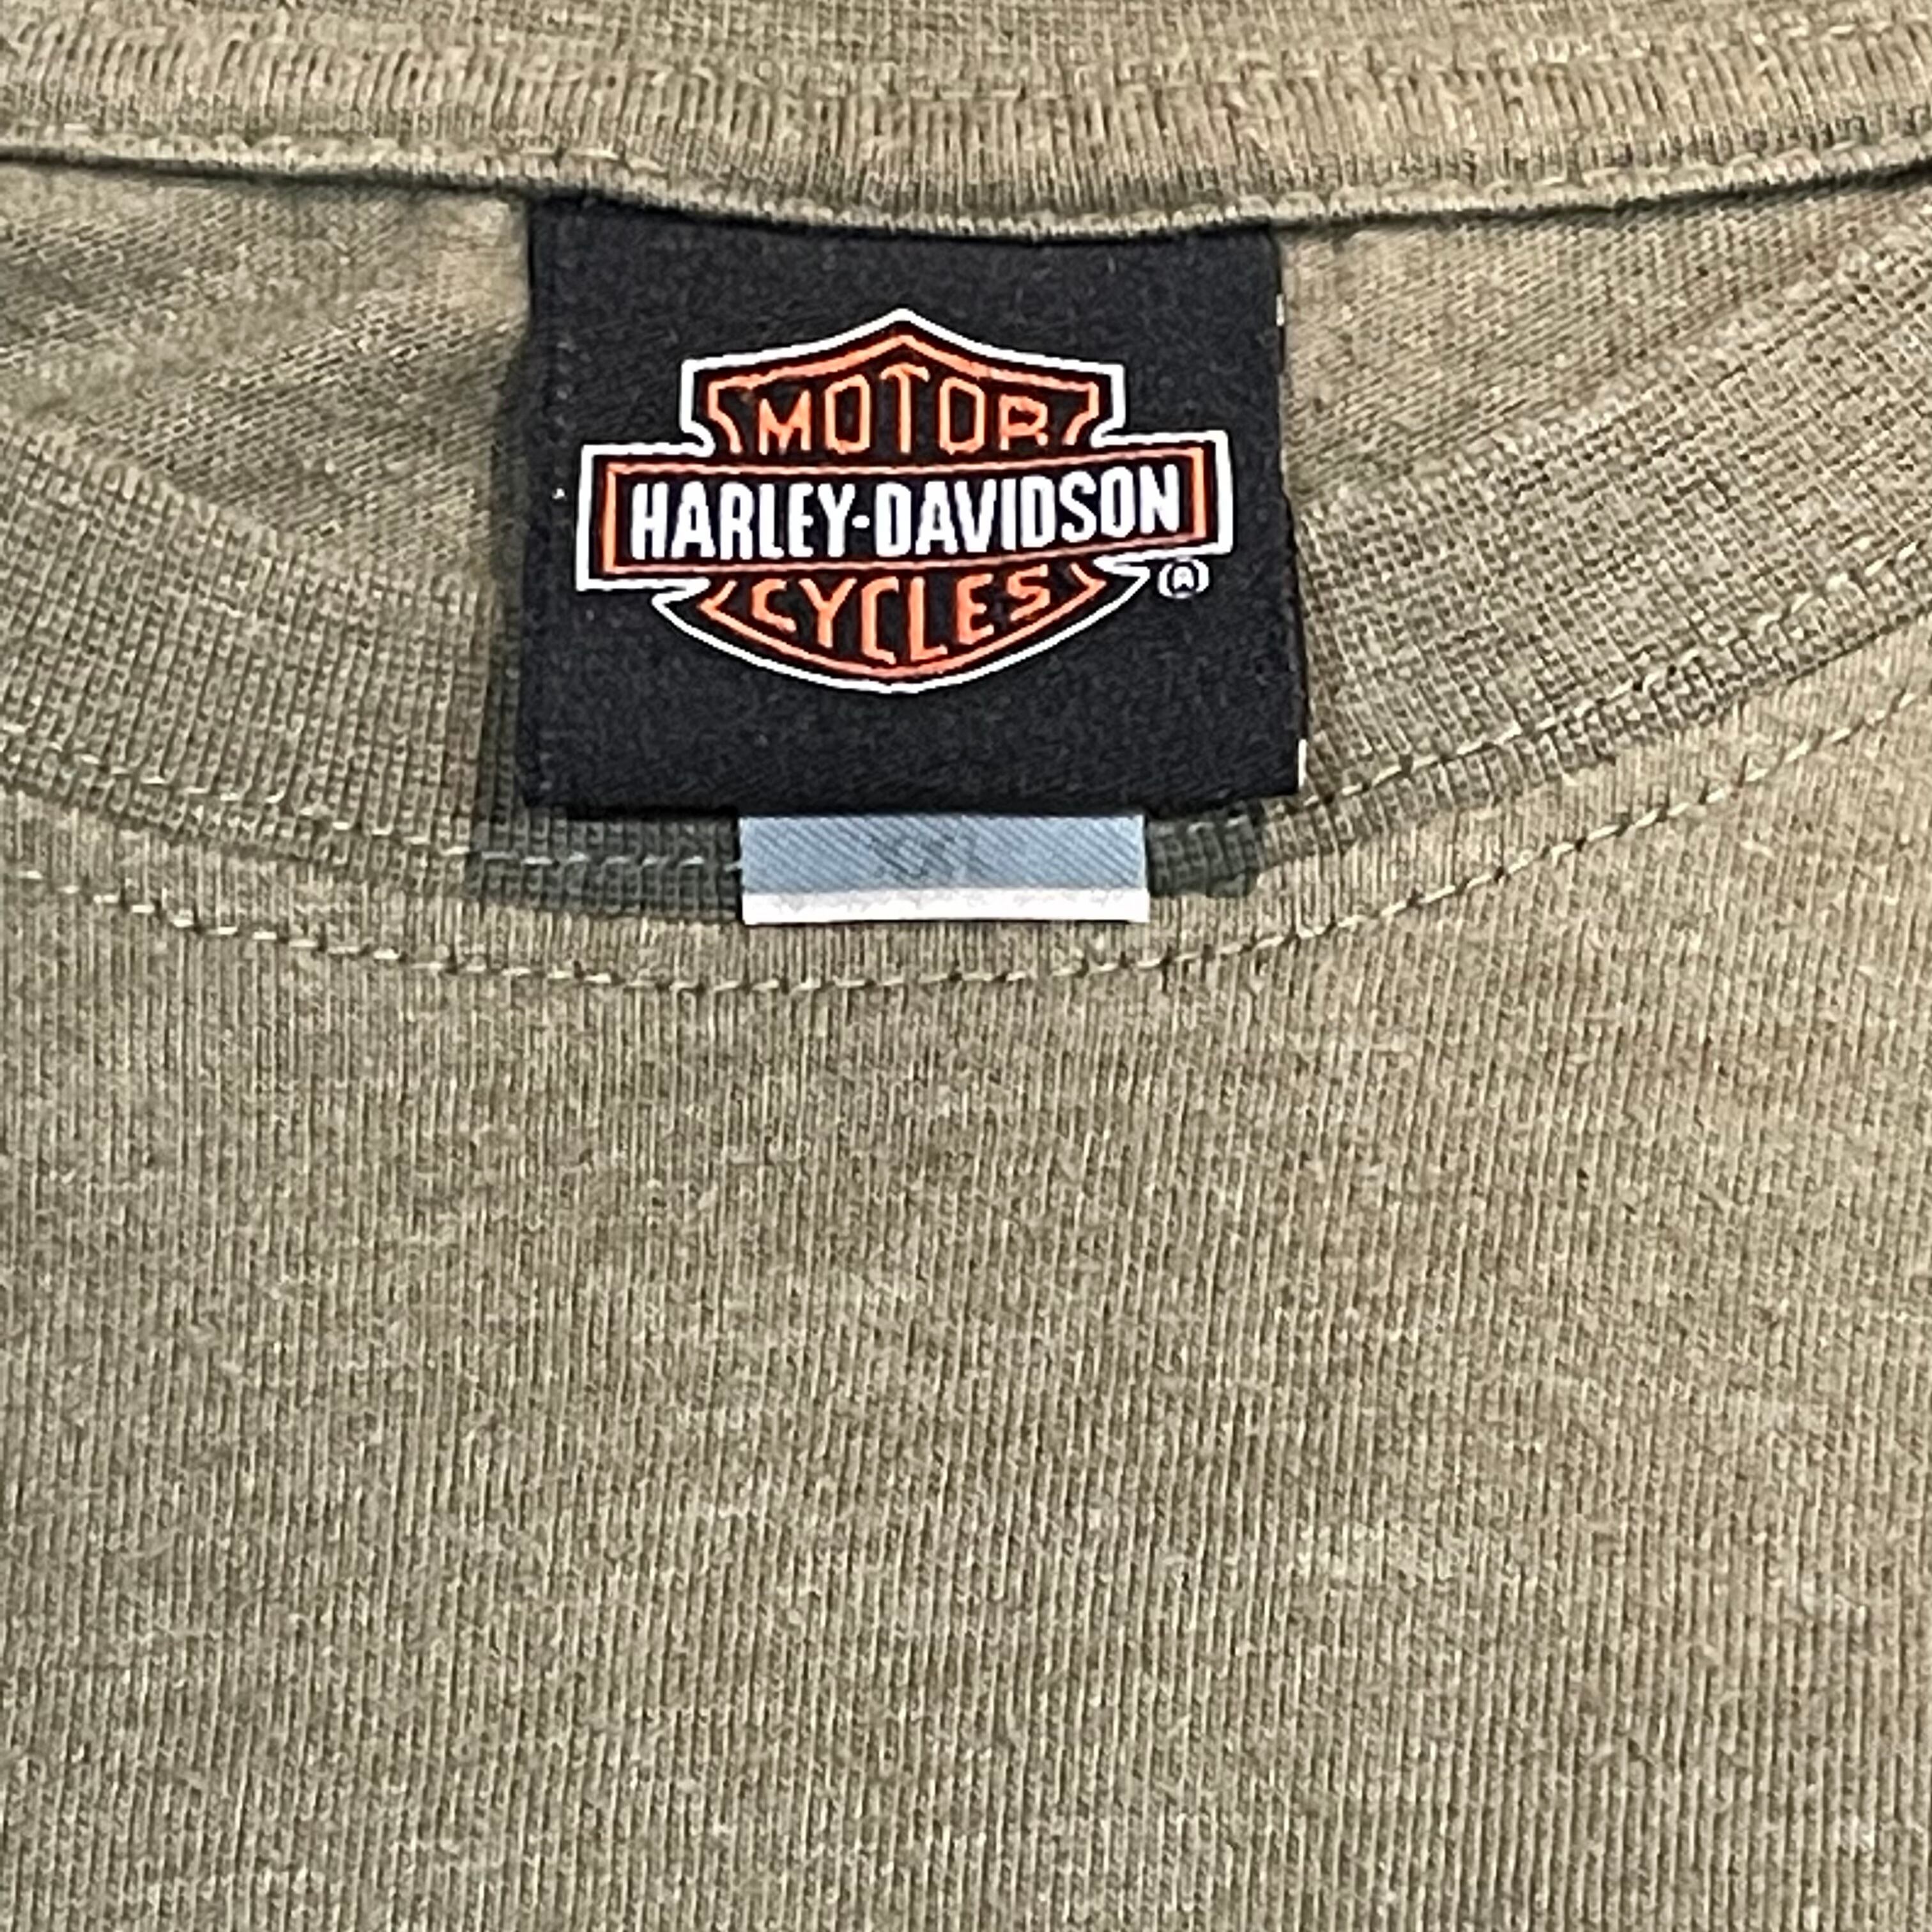 MOTOR
HARLEY-DAVIDSON
CYCLES
®